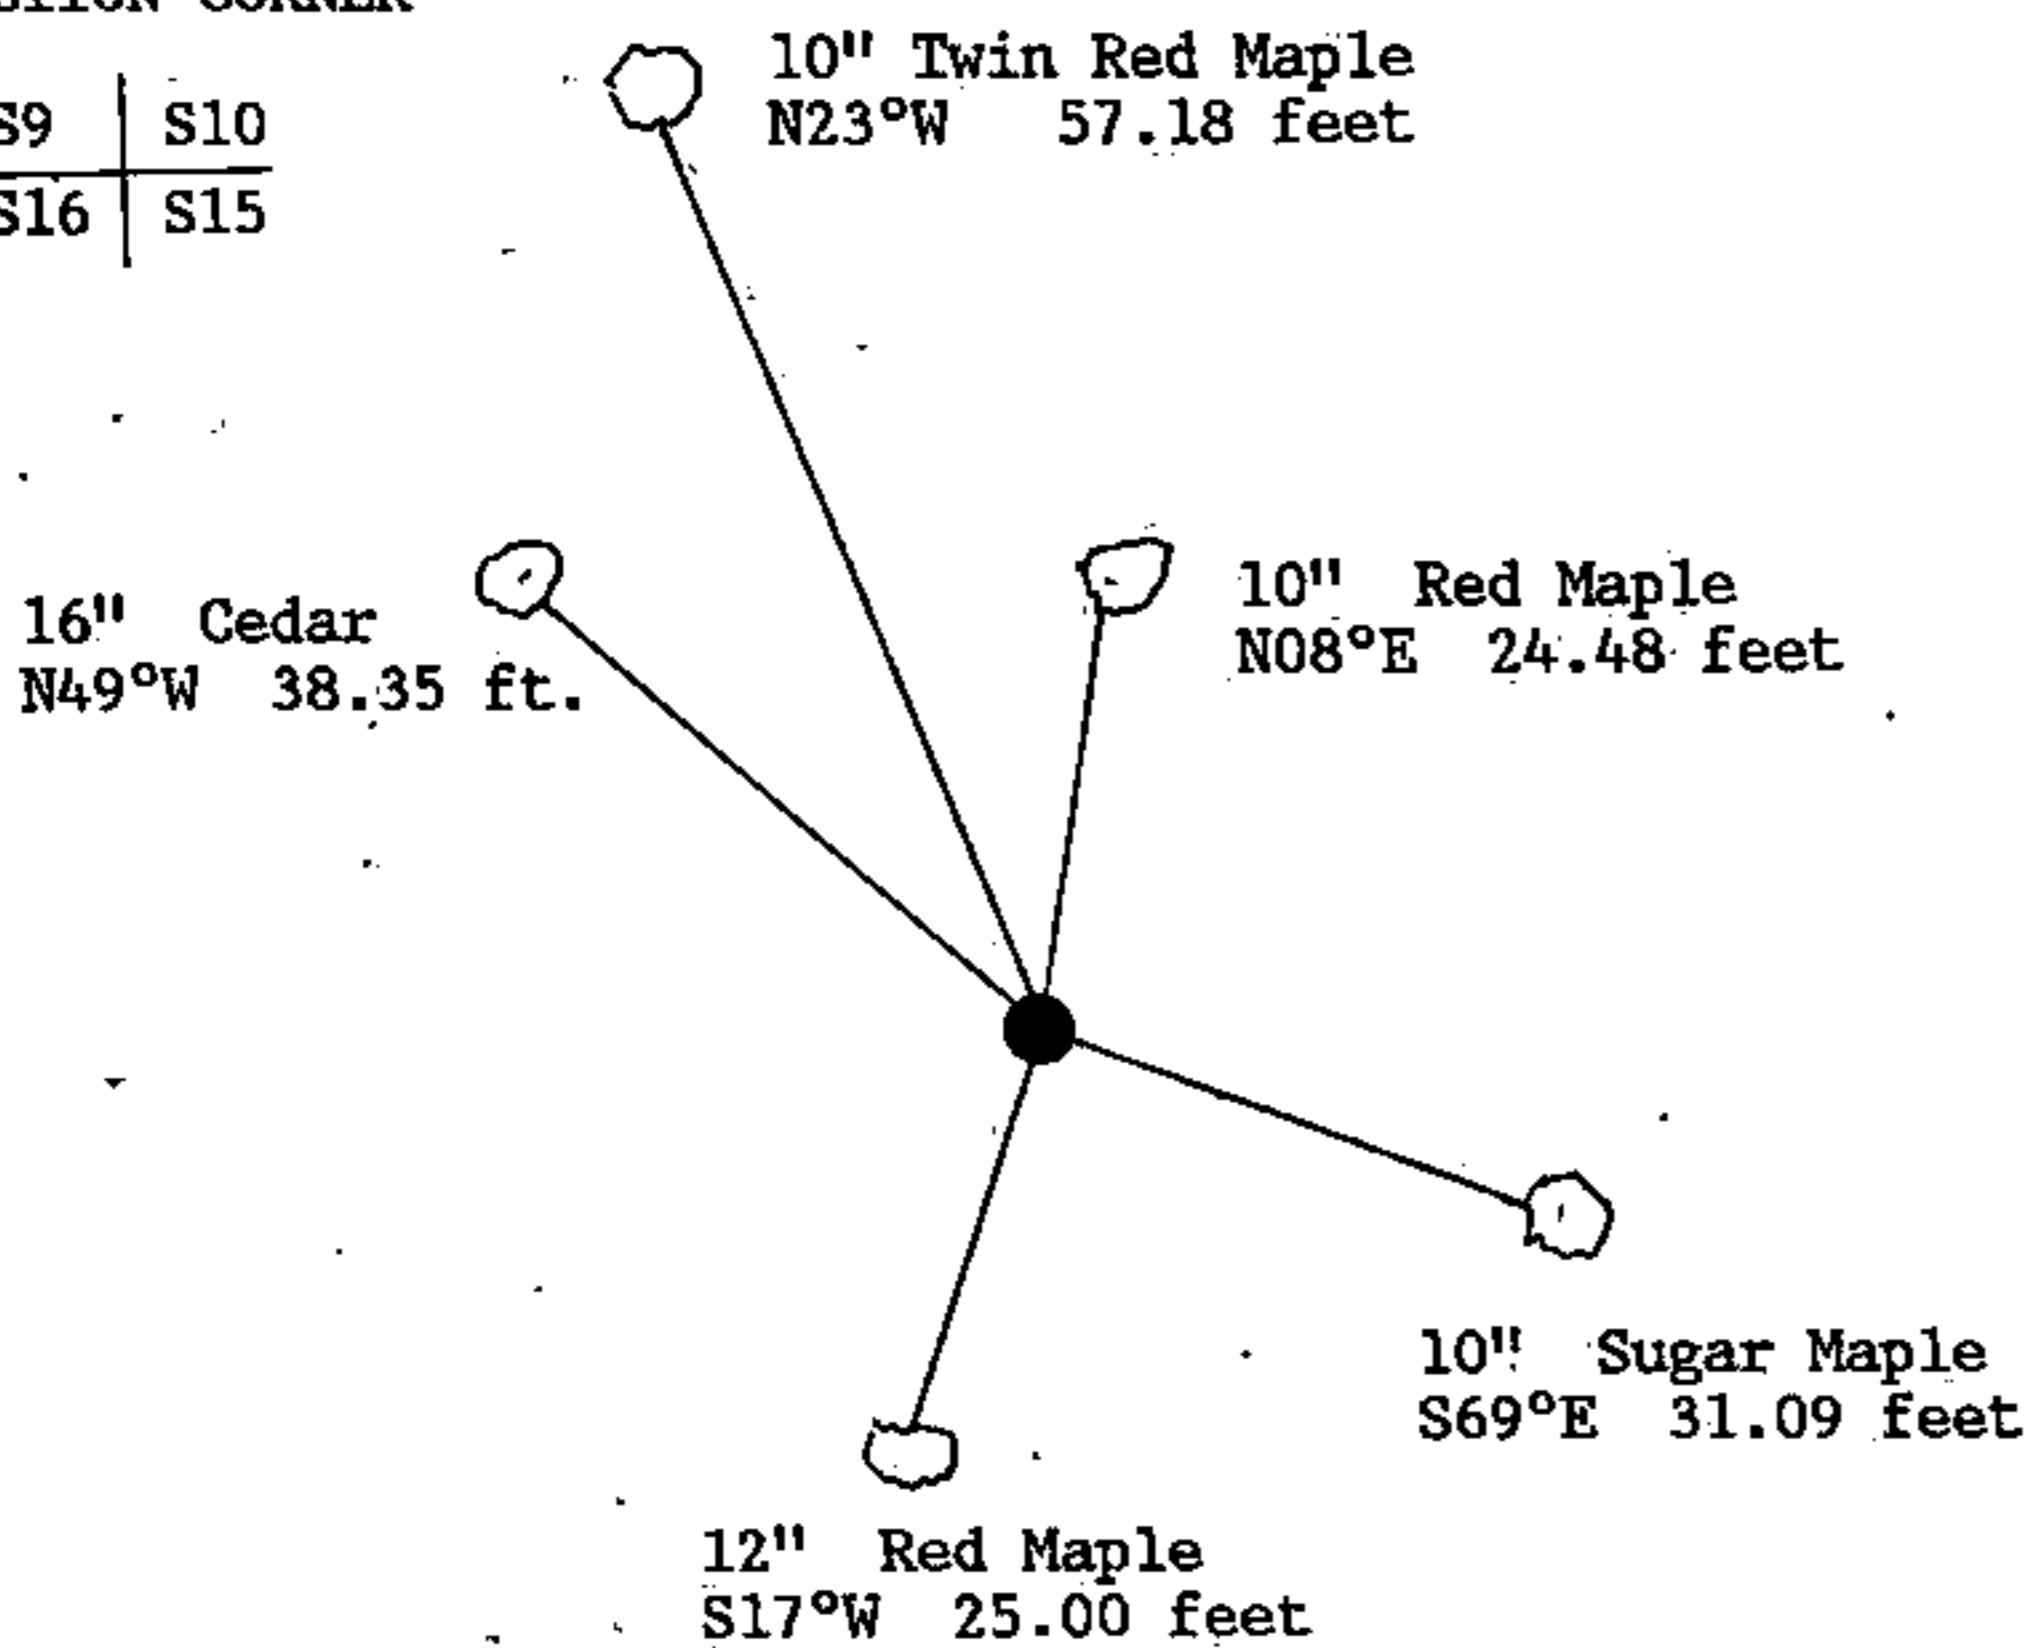 CORNER
10" Twin Red Maple
N23°W 57.18 feet
S9 S10
S16 S15
16" Cedar
N49°W 38.35 ft.
10" Red Maple
N08°E 24.48 feet
10" Sugar Maple
S69°E 31.09 feet
12" Red Maple
S17°W 25.00 feet